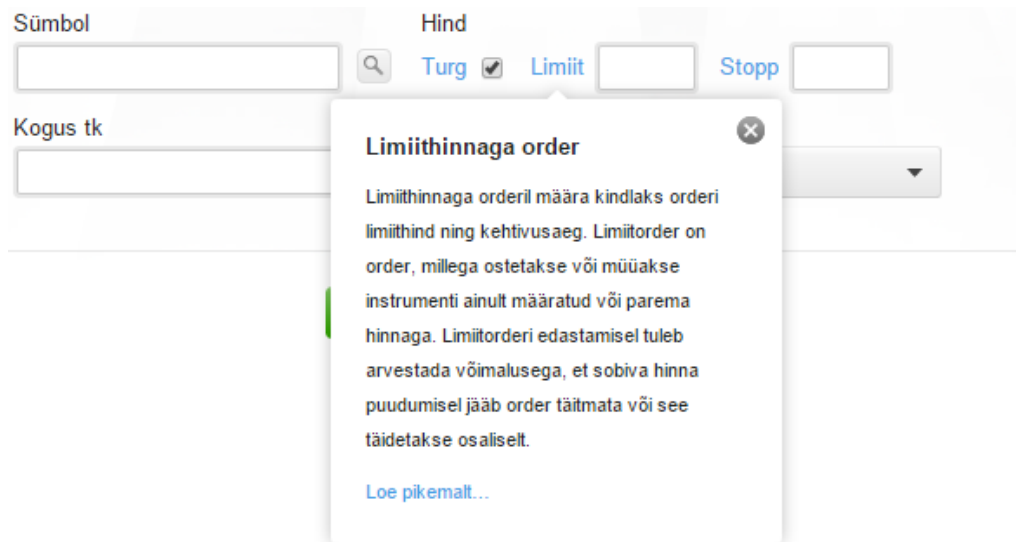 Sümbol
Hind
Turg
Limiit
Stopp
Kogus tk
Limiithinnaga order
Limiithinnaga orderil määra kindlaks orderi
limiithind ning kehtivusaeg. Limiitorder on
order, millega ostetakse või müüakse
instrumenti ainult määratud või parema
hinnaga. Limiitorderi edastamisel tuleb
arvestada võimalusega, et sobiva hinna
puudumisel jääb order täitmata või see
täidetakse osaliselt.
Loe pikemalt...